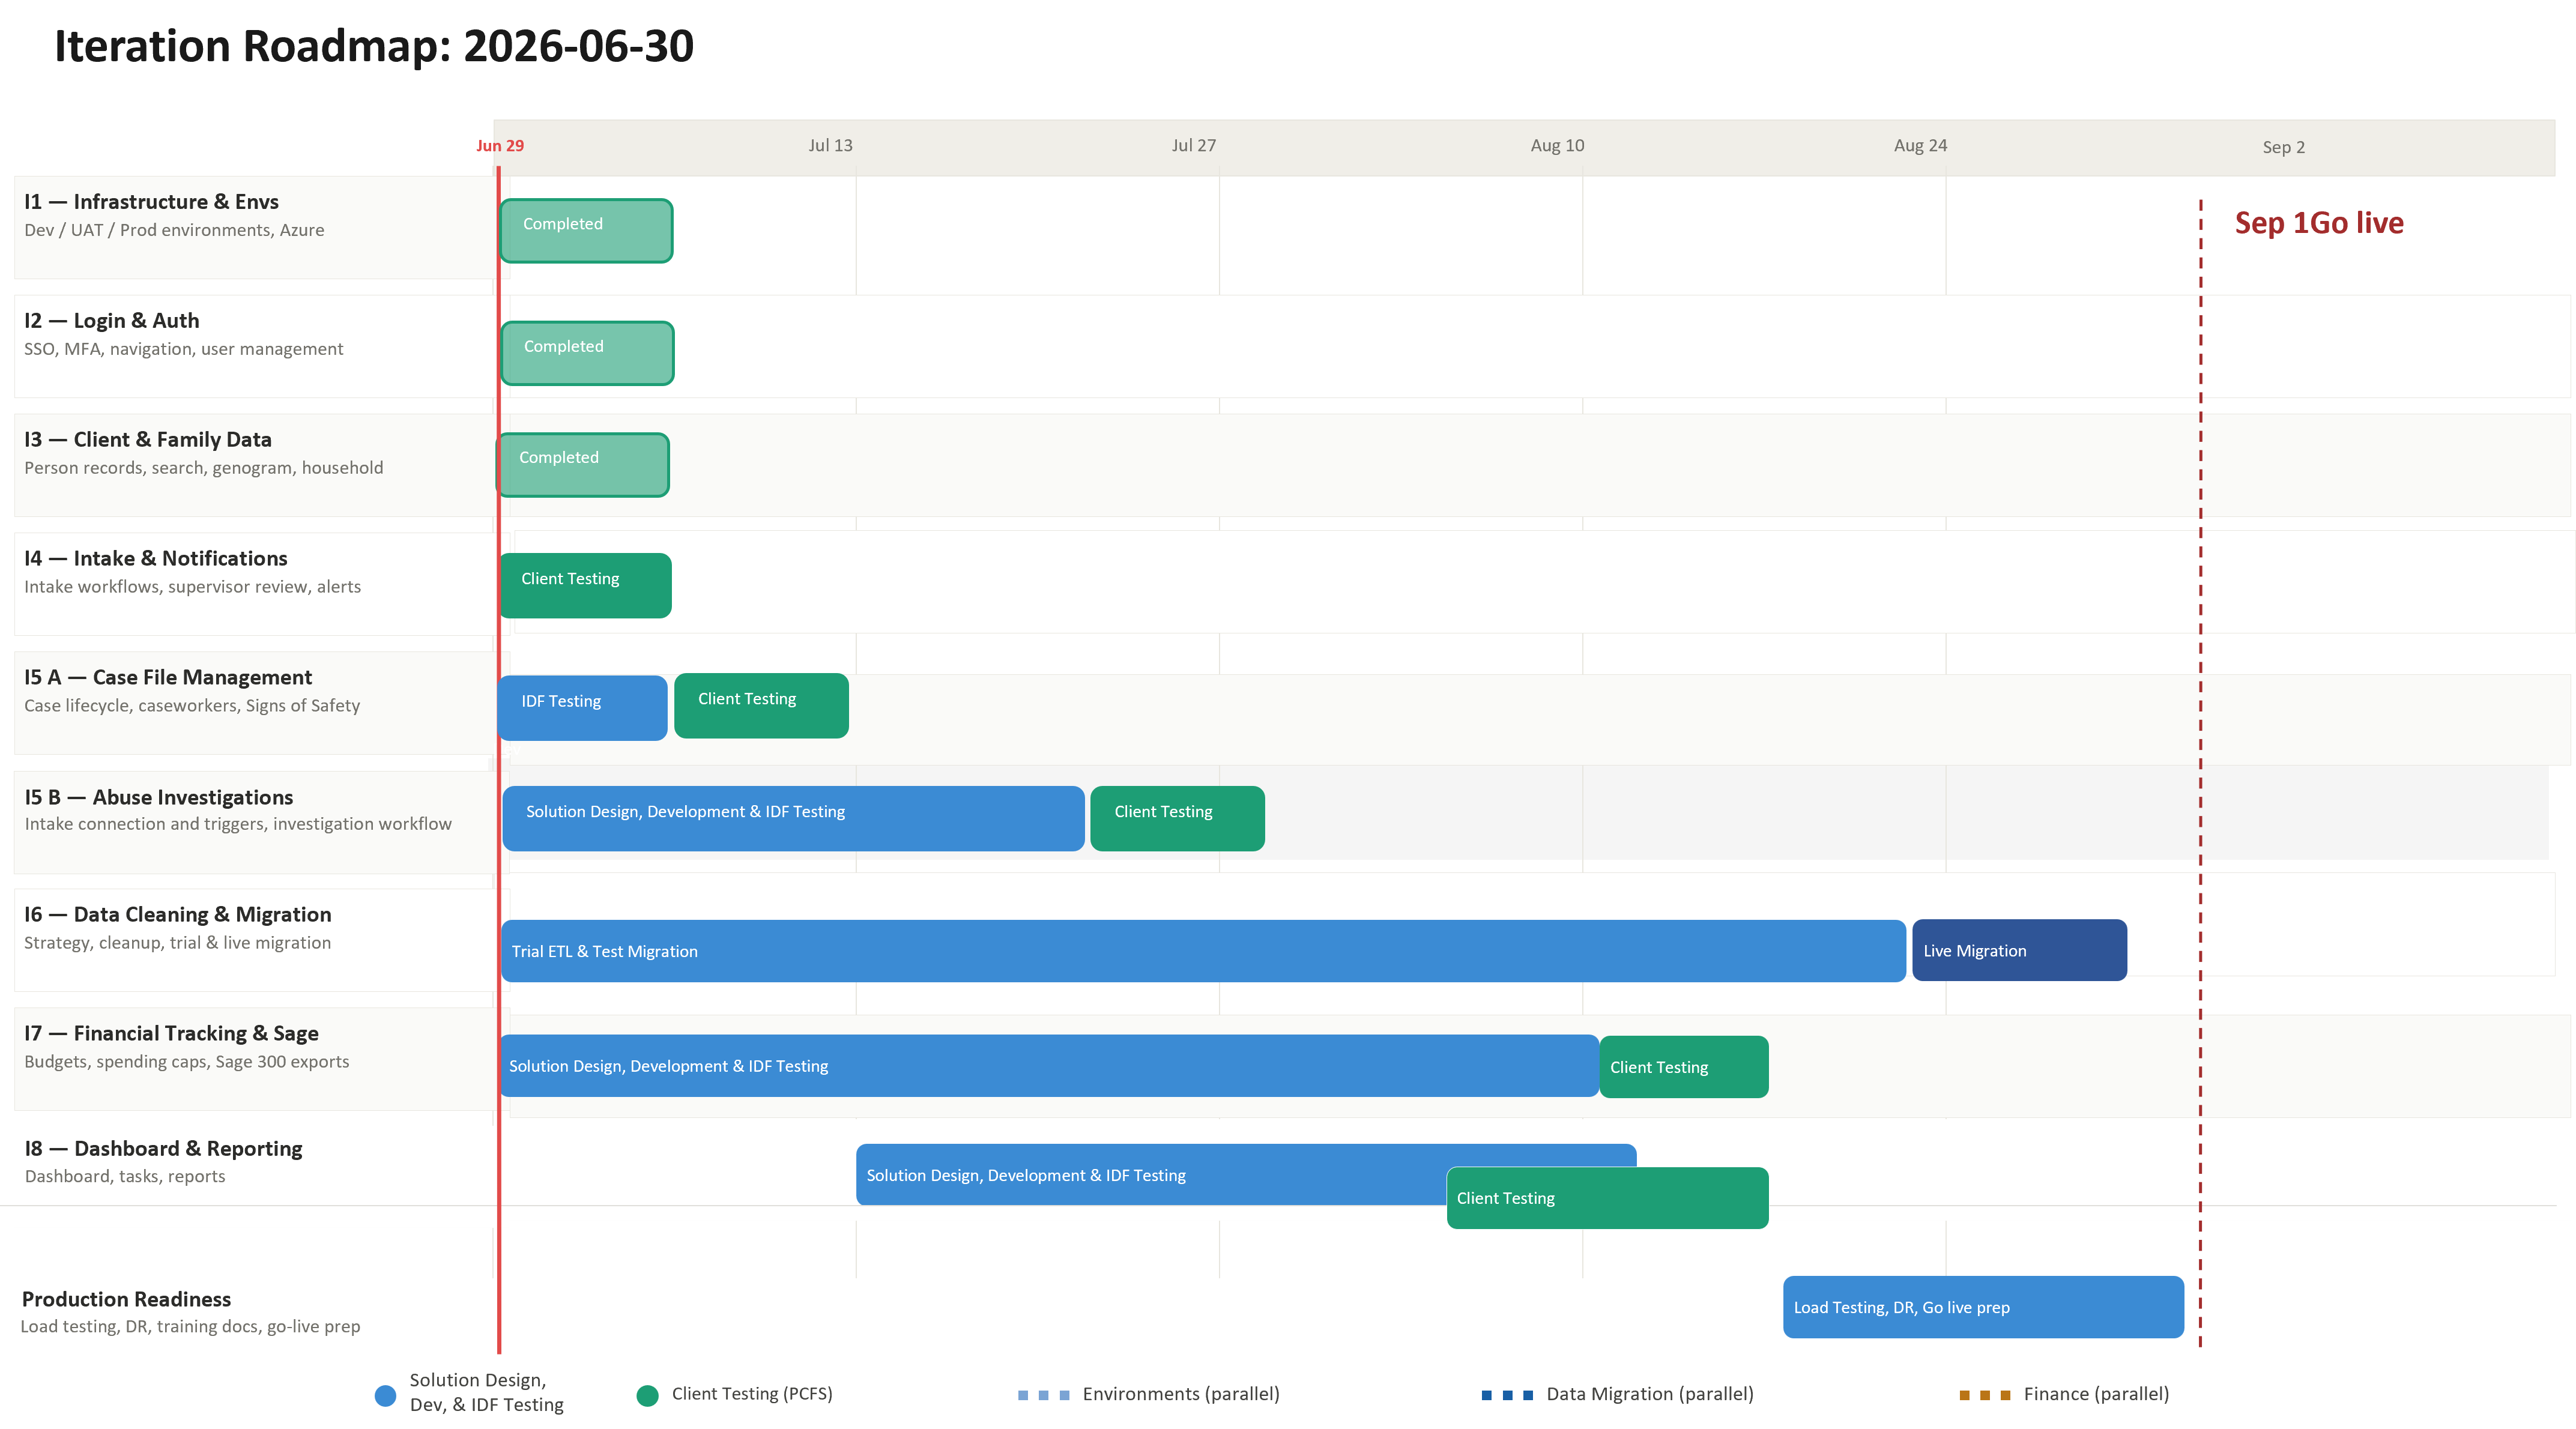 Iteration Roadmap: 2026-06-30
Jun 29
Jul 13
Jul 27
Aug 10
Aug 24
Sep 2
I1 — Infrastructure & Envs
Dev / UAT / Prod environments, Azure
Completed
Sep 1Go live
I2 — Login & Auth
SSO, MFA, navigation, user management
Completed
I3 — Client & Family Data
Person records, search, genogram, household
Completed
I4 — Intake & Notifications
Intake workflows, supervisor review, alerts
Client Testing
I5 A — Case File Management
Case lifecycle, caseworkers, Signs of Safety
IDF Testing
Client Testing
I5 B — Abuse Investigations
Intake connection and triggers, investigation workflow
Solution Design, Development & IDF Testing
Client Testing
I6 — Data Cleaning & Migration
Strategy, cleanup, trial & live migration
Trial ETL & Test Migration
Live Migration
I7 — Financial Tracking & Sage
Budgets, spending caps, Sage 300 exports
Solution Design, Development & IDF Testing
Client Testing
I8 — Dashboard & Reporting
Dashboard, tasks, reports
Solution Design, Development & IDF Testing
Client Testing
Production Readiness
Load testing, DR, training docs, go-live prep
Load Testing, DR, Go live prep
Solution Design,
Dev, & IDF Testing
Client Testing (PCFS)
Environments (parallel)
Data Migration (parallel)
Finance (parallel)